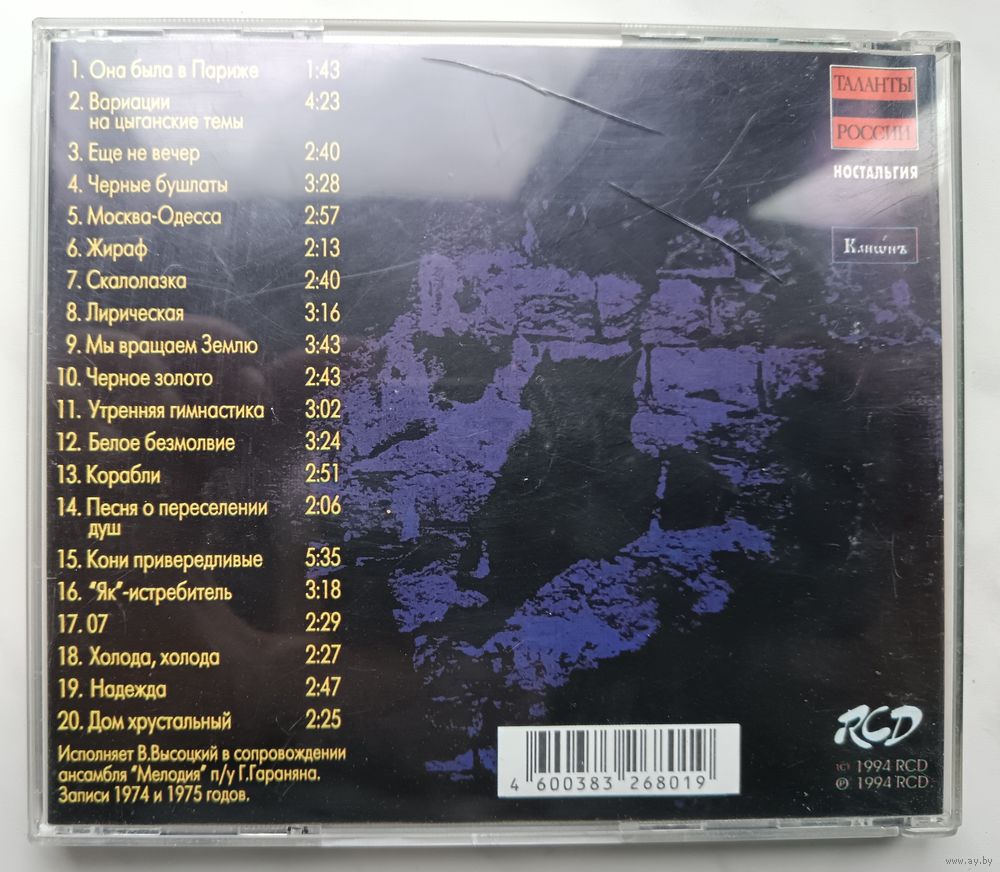 1. Она была в Париже 1:43
2. Вариации 4:23
на цыганские темы
3. Еще не вечер 2:40
4. Черные бушлаты 3:28
5. Москва-Одесса 2:57
6. Жираф 2:13
7. Скалолазка 2:40
8. Лирическая 3:16
9. Мы вращаем Землю 3:43
10. Черное золото 2:43
11. Утренняя гимнастика 3:02
12. Белое безмолвие 3:24
13. Корабли 2:51
14. Песня о переселении 2:06
душ
15. Кони привередливые 5:35
16. "Як"-истребитель 3:18
17. 07 2:29
18. Холода, холода 2:27
19. Надежда 2:47
20. Дом хрустальный 2:25
Исполняет В.Высоцкий в сопровождении
ансамбля "Мелодия" п/у Г.Гараняна.
Записи 1974 и 1975 годов.
ТАЛАНТЫ
РОССИИ
НОСТАЛЬГИЯ
4 600383 268019
RCD
© 1994 RCD
℗ 1994 RCD
www.ay.by